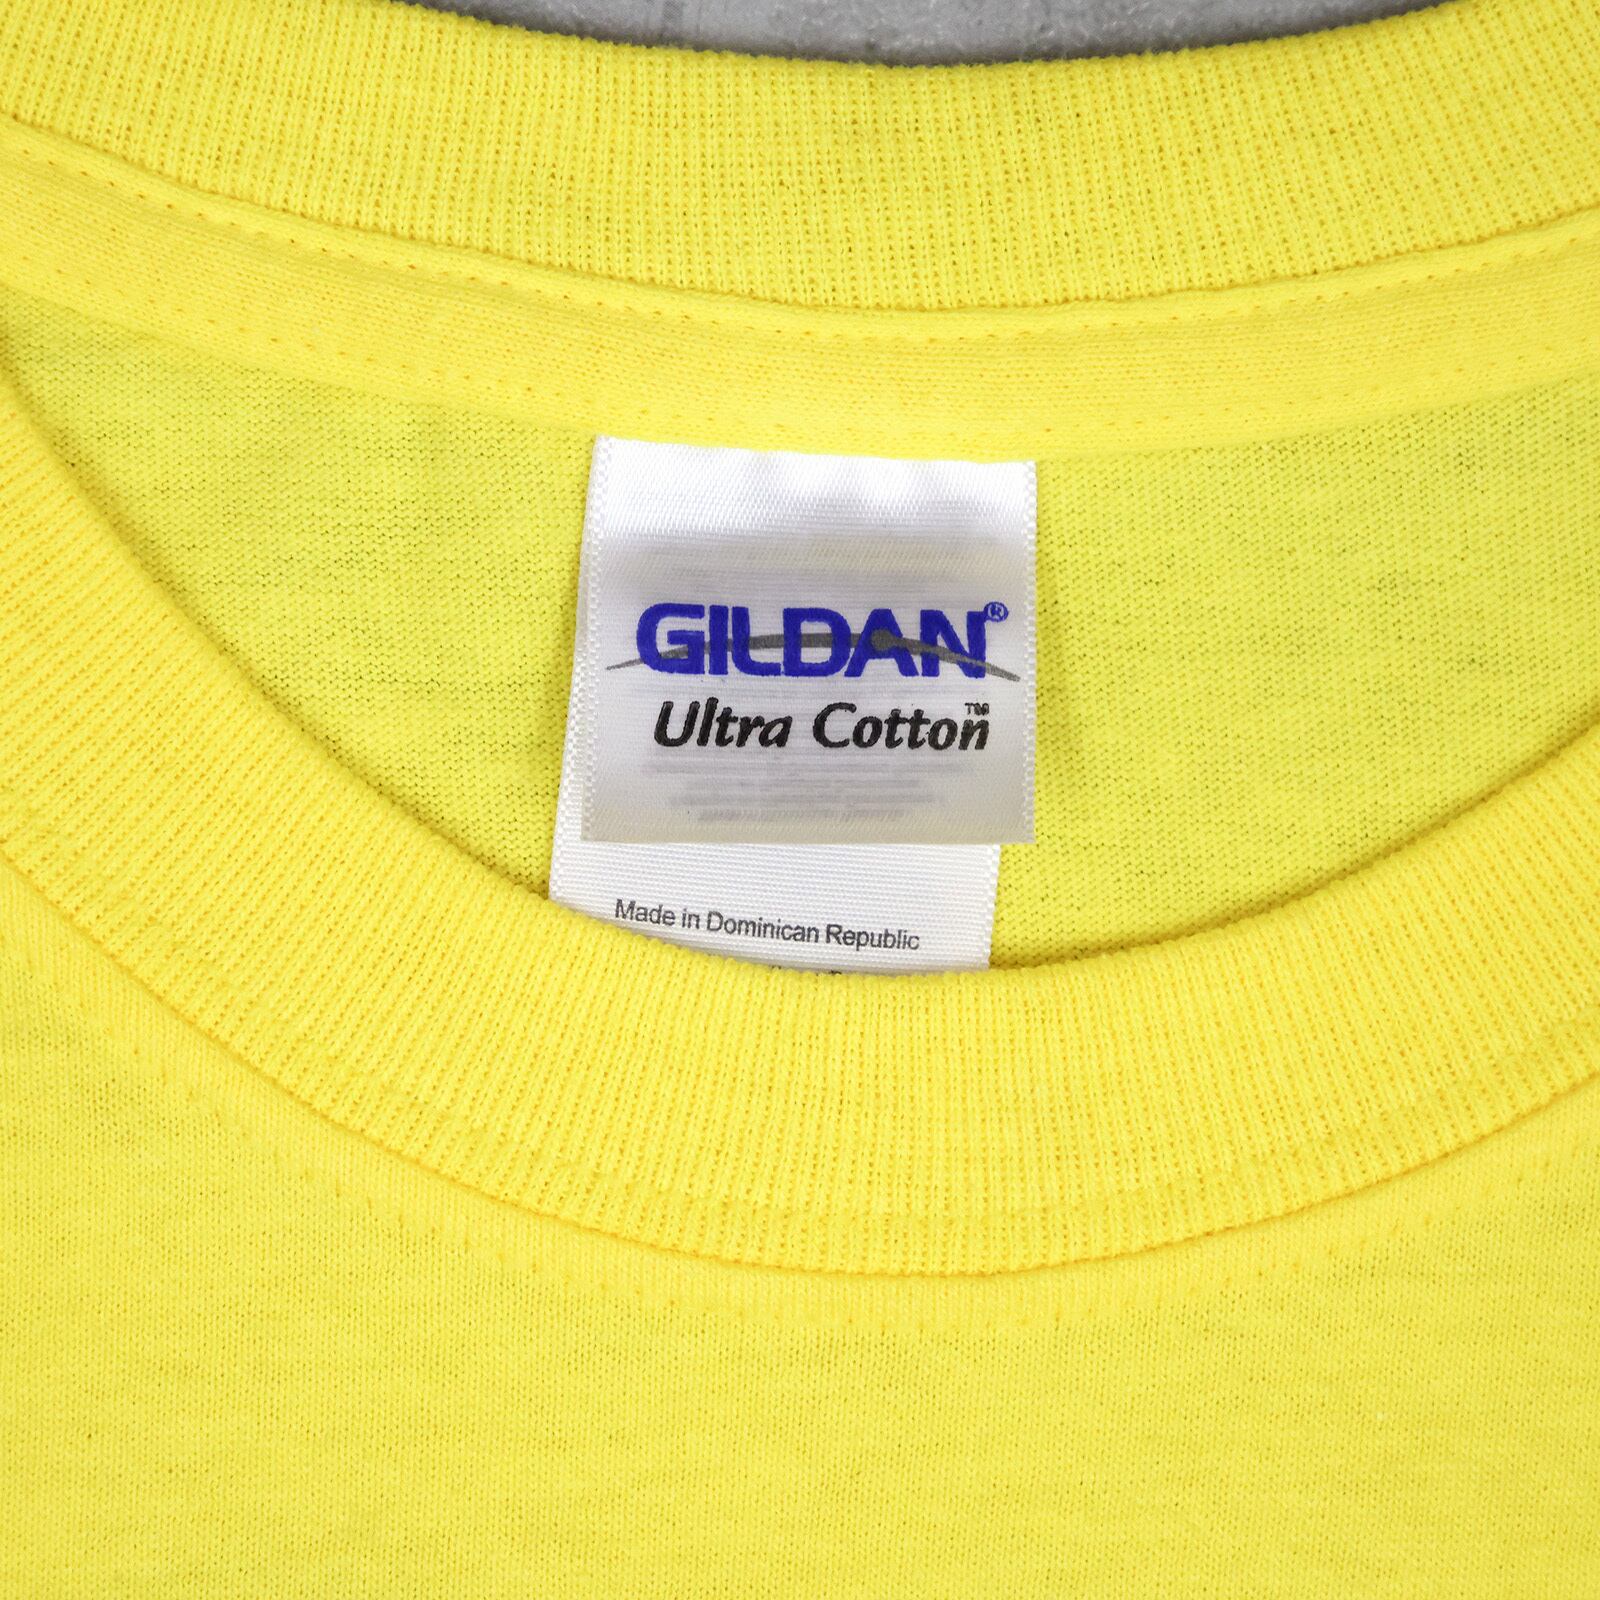 GILDAN®
Ultra Cotton™
Made in Dominican Republic